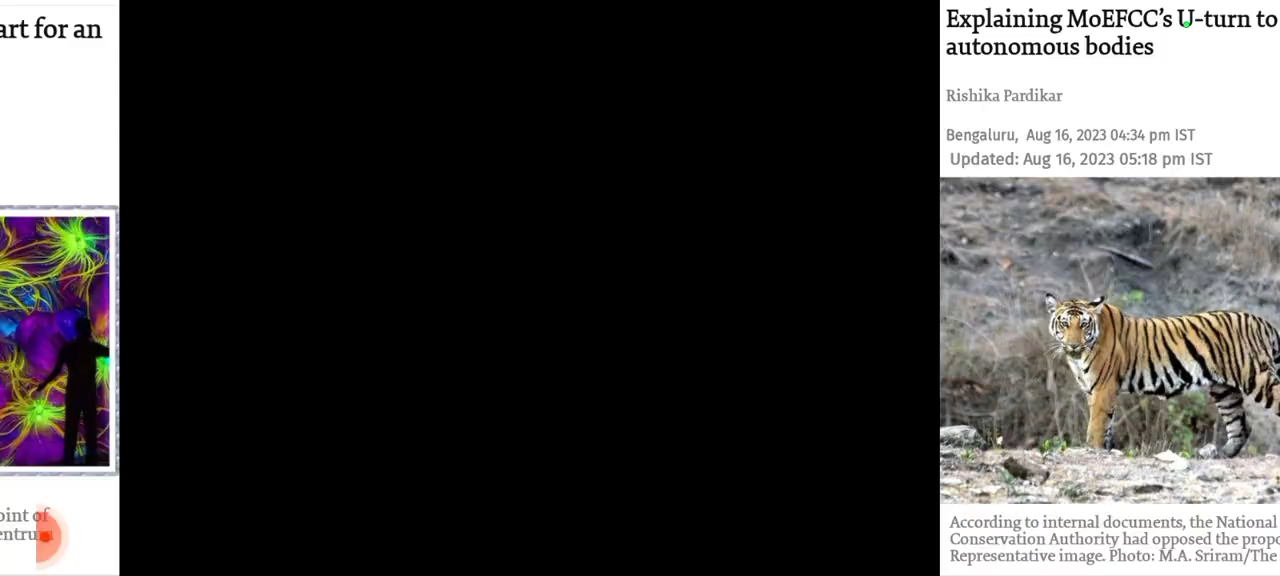 art for an
oint of
entrum
Explaining MoEFCC’s U-turn to
autonomous bodies
Rishika Pardikar
Bengaluru, Aug 16, 2023 04:34 pm IST
Updated: Aug 16, 2023 05:18 pm IST
According to internal documents, the National
Conservation Authority had opposed the propo
Representative image. Photo: M.A. Sriram/The